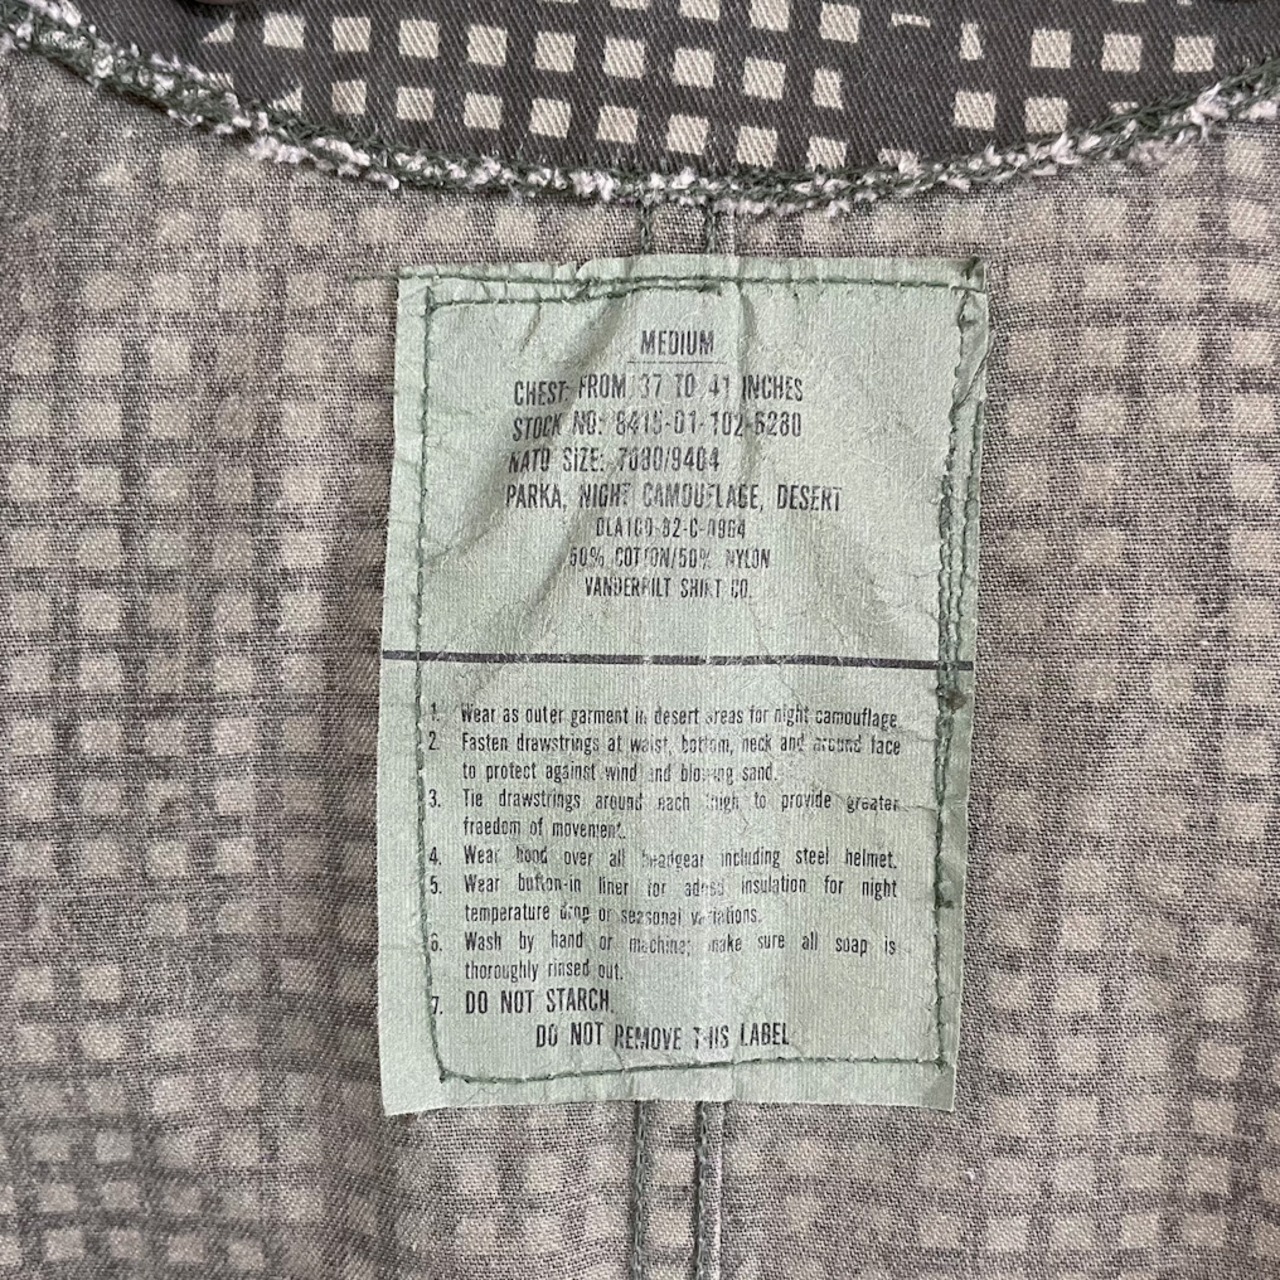 MEDIUM
CHEST: FROM 37 TO 41 INCHES
STOCK NO: 8415-01-102-6280
NATO SIZE: 7080/9404
PARKA, NIGHT CAMOUFLAGE, DESERT
DLA100-82-C-0964
50% COTTON/50% NYLON
VANDERBILT SHIRT CO.
1. Wear as outer garment in desert areas for night camouflage.
2. Fasten drawstrings at waist, bottom, neck and around face
to protect against wind and blowing sand.
3. Tie drawstrings around each thigh to provide greater
freedom of movement.
4. Wear hood over all headgear including steel helmet.
5. Wear button-in liner for added insulation for night
temperature drop or seasonal variations.
6. Wash by hand or machine; make sure all soap is
thoroughly rinsed out.
7. DO NOT STARCH.
DO NOT REMOVE THIS LABEL